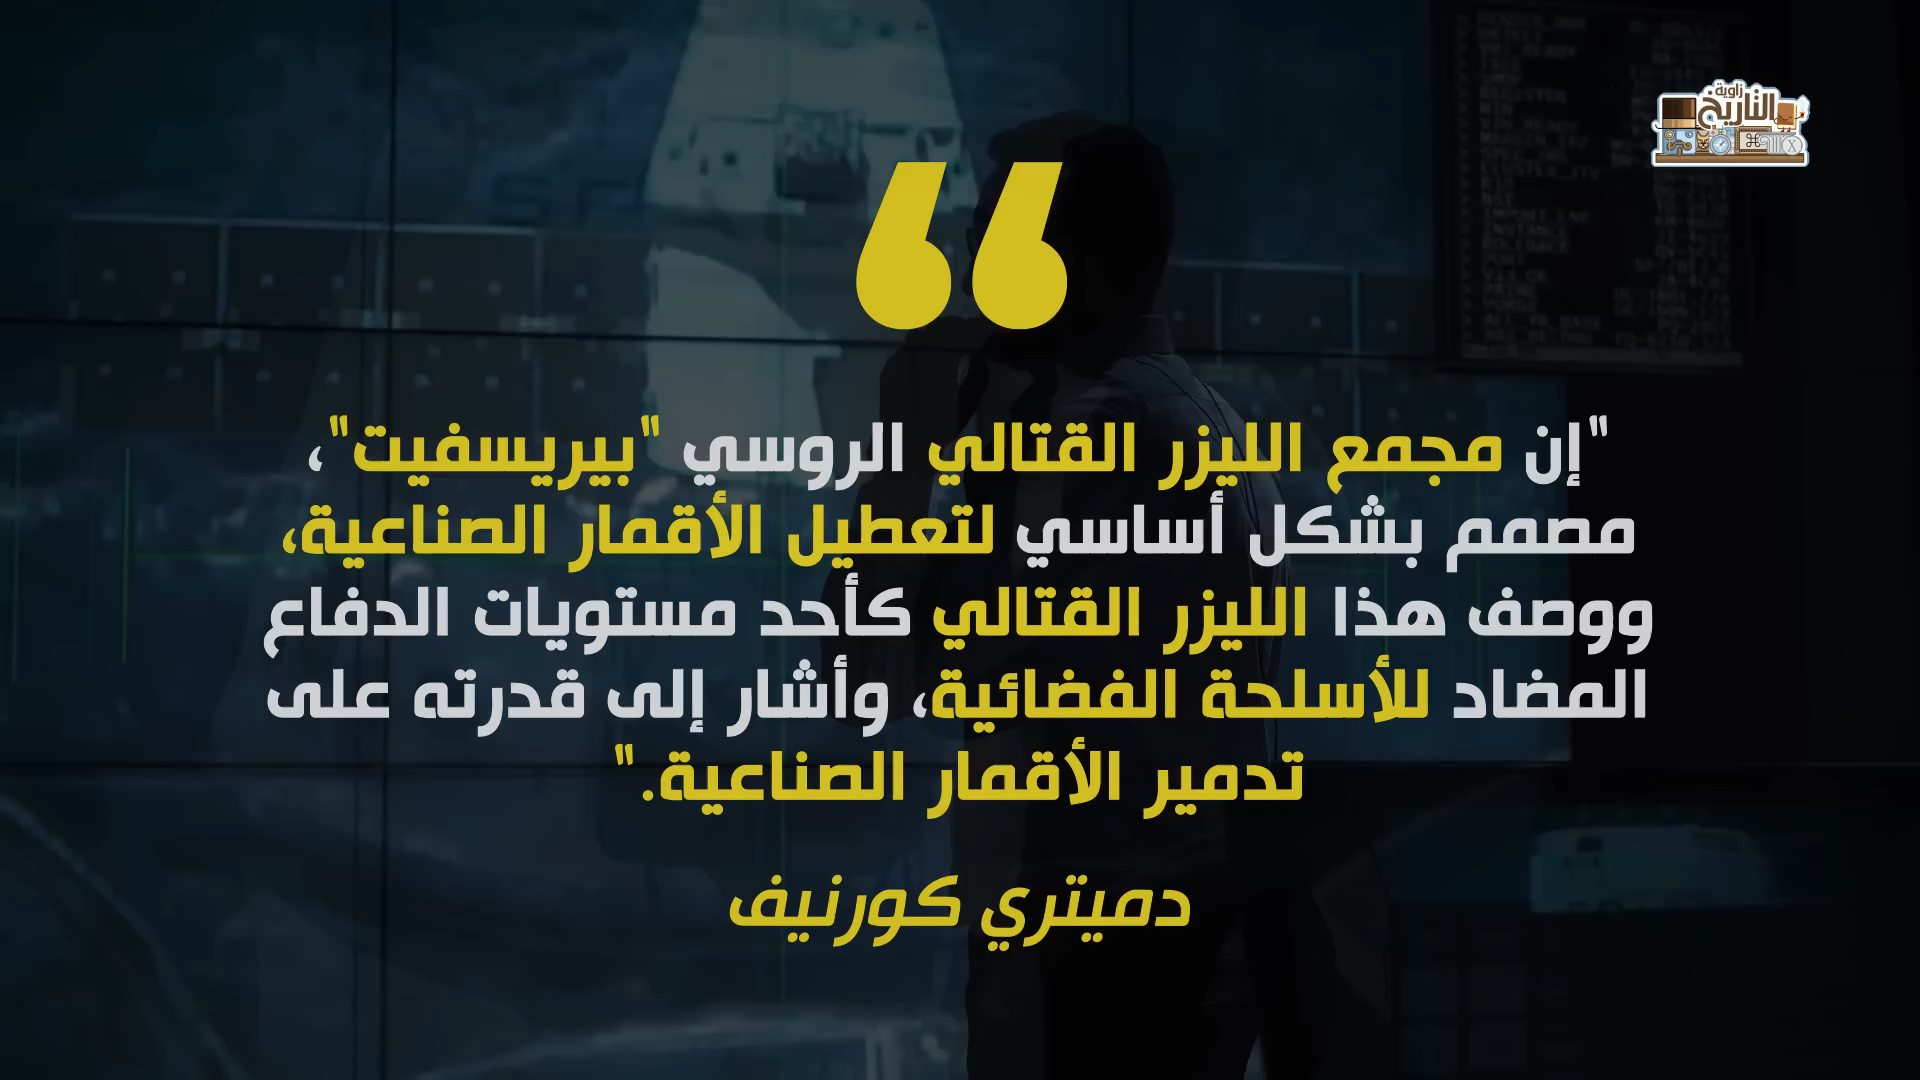 زاوية
التاريخ
"إن مجمع الليزر القتالي الروسي "بيريسفيت"،
مصمم بشكل أساسي لتعطيل الأقمار الصناعية،
ووصف هذا الليزر القتالي كأحد مستويات الدفاع
المضاد للأسلحة الفضائية، وأشار إلى قدرته على
تدمير الأقمار الصناعية."
دميتري كورنيف